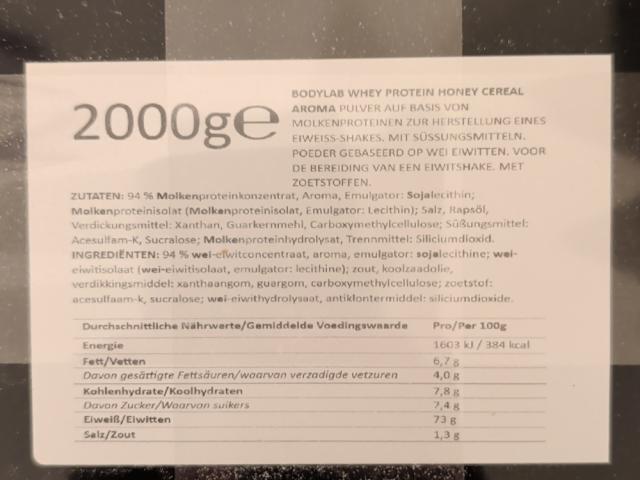 2000g℮
BODYLAB WHEY PROTEIN HONEY CEREAL
AROMA PULVER AUF BASIS VON
MOLKENPROTEINEN ZUR HERSTELLUNG EINES
EIWEISS-SHAKES. MIT SÜSSUNGSMITTELN.
POEDER GEBASEERD OP WEI EIWITTEN. VOOR
DE BEREIDING VAN EEN EIWITSHAKE. MET
ZOETSTOFFEN.
ZUTATEN: 94 % Molkenproteinkonzentrat, Aroma, Emulgator: Sojalecithin;
Molkenproteinisolat (Molkenproteinisolat, Emulgator: Lecithin); Salz, Rapsöl,
Verdickungsmittel: Xanthan, Guarkernmehl, Carboxymethylcellulose; Süßungsmittel:
Acesulfam-K, Sucralose; Molkenproteinhydrolysat, Trennmittel: Siliciumdioxid.
INGREDIËNTEN: 94 % wei-eiwitconcentraat, aroma, emulgator: sojalecithine; wei-
eiwitisolaat (wei-eiwitisolaat, emulgator: lecithine); zout, koolzaadolie,
verdikkingsmiddel: xanthaangom, guargom, carboxymethylcellulose; zoetstof:
acesulfaam-k, sucralose; wei-eiwithydrolysaat, antiklontermiddel: siliciumdioxide.
Durchschnittliche Nährwerte/Gemiddelde Voedingswaarde Pro/Per 100g
Energie 1603 kJ / 384 kcal
Fett/Vetten 6,7 g
Davon gesättigte Fettsäuren/waarvan verzadigde vetzuren 4,0 g
Kohlenhydrate/Koolhydraten 7,8 g
Davon Zucker/Waarvan suikers 7,4 g
Eiweiß/Eiwitten 73 g
Salz/Zout 1,3 g